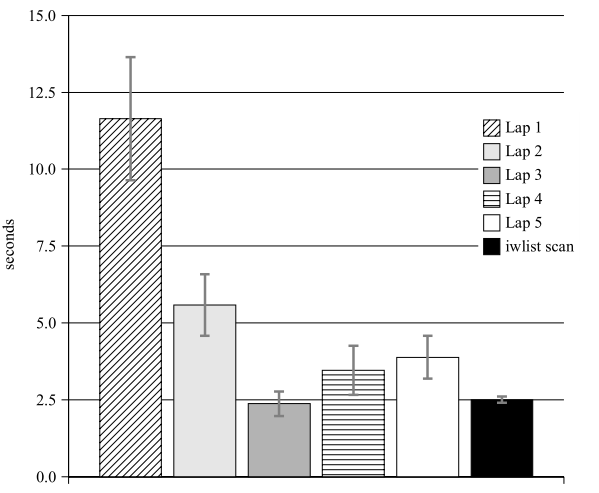 15.0
12.5
10.0
7.5
5.0
2.5
0.0
seconds
Lap 1
Lap 2
Lap 3
Lap 4
Lap 5
iwlist scan